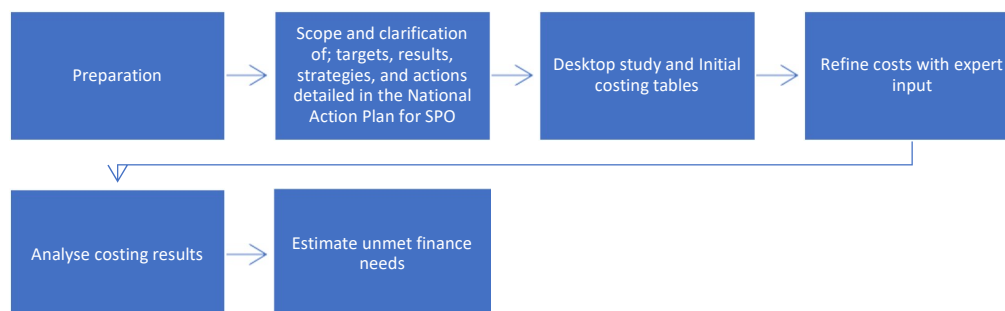 Preparation
Scope and clarification
of; targets, results,
strategies, and actions
detailed in the National
Action Plan for SPO
Desktop study and Initial
costing tables
Refine costs with expert
input
Analyse costing results
Estimate unmet finance
needs